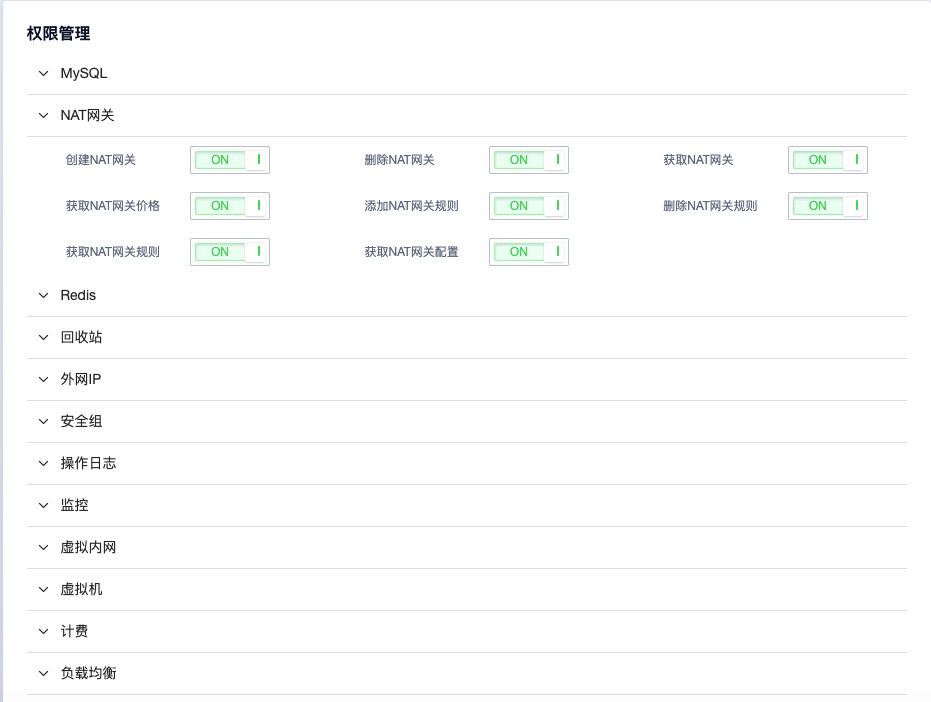 权限管理
MySQL
NAT网关
创建NAT网关 ON 删除NAT网关 ON 获取NAT网关 ON
获取NAT网关价格 ON 添加NAT网关规则 ON 删除NAT网关规则 ON
获取NAT网关规则 ON 获取NAT网关配置 ON
Redis
回收站
外网IP
安全组
操作日志
监控
虚拟内网
虚拟机
计费
负载均衡